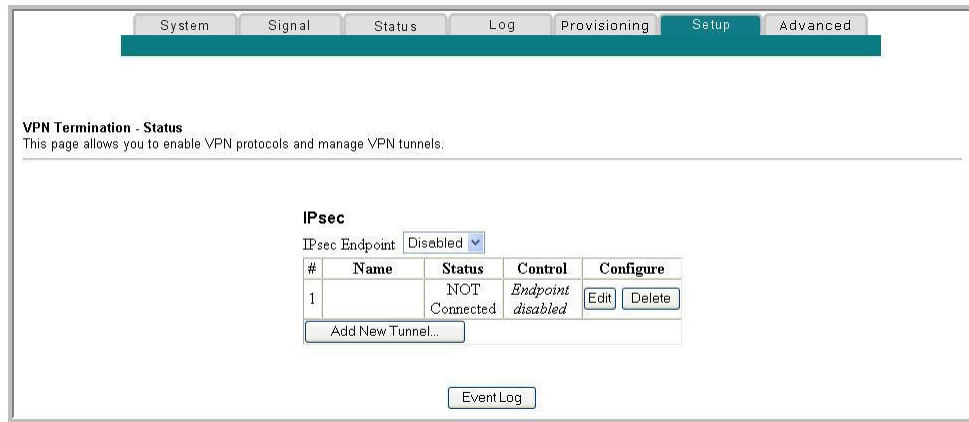 System Signal Status Log Provisioning Setup Advanced
VPN Termination - Status
This page allows you to enable VPN protocols and manage VPN tunnels.
IPsec
IPsec Endpoint Disabled
# Name Status Control Configure
1 NOT Connected Endpoint disabled Edit Delete
Add New Tunnel...
Event Log